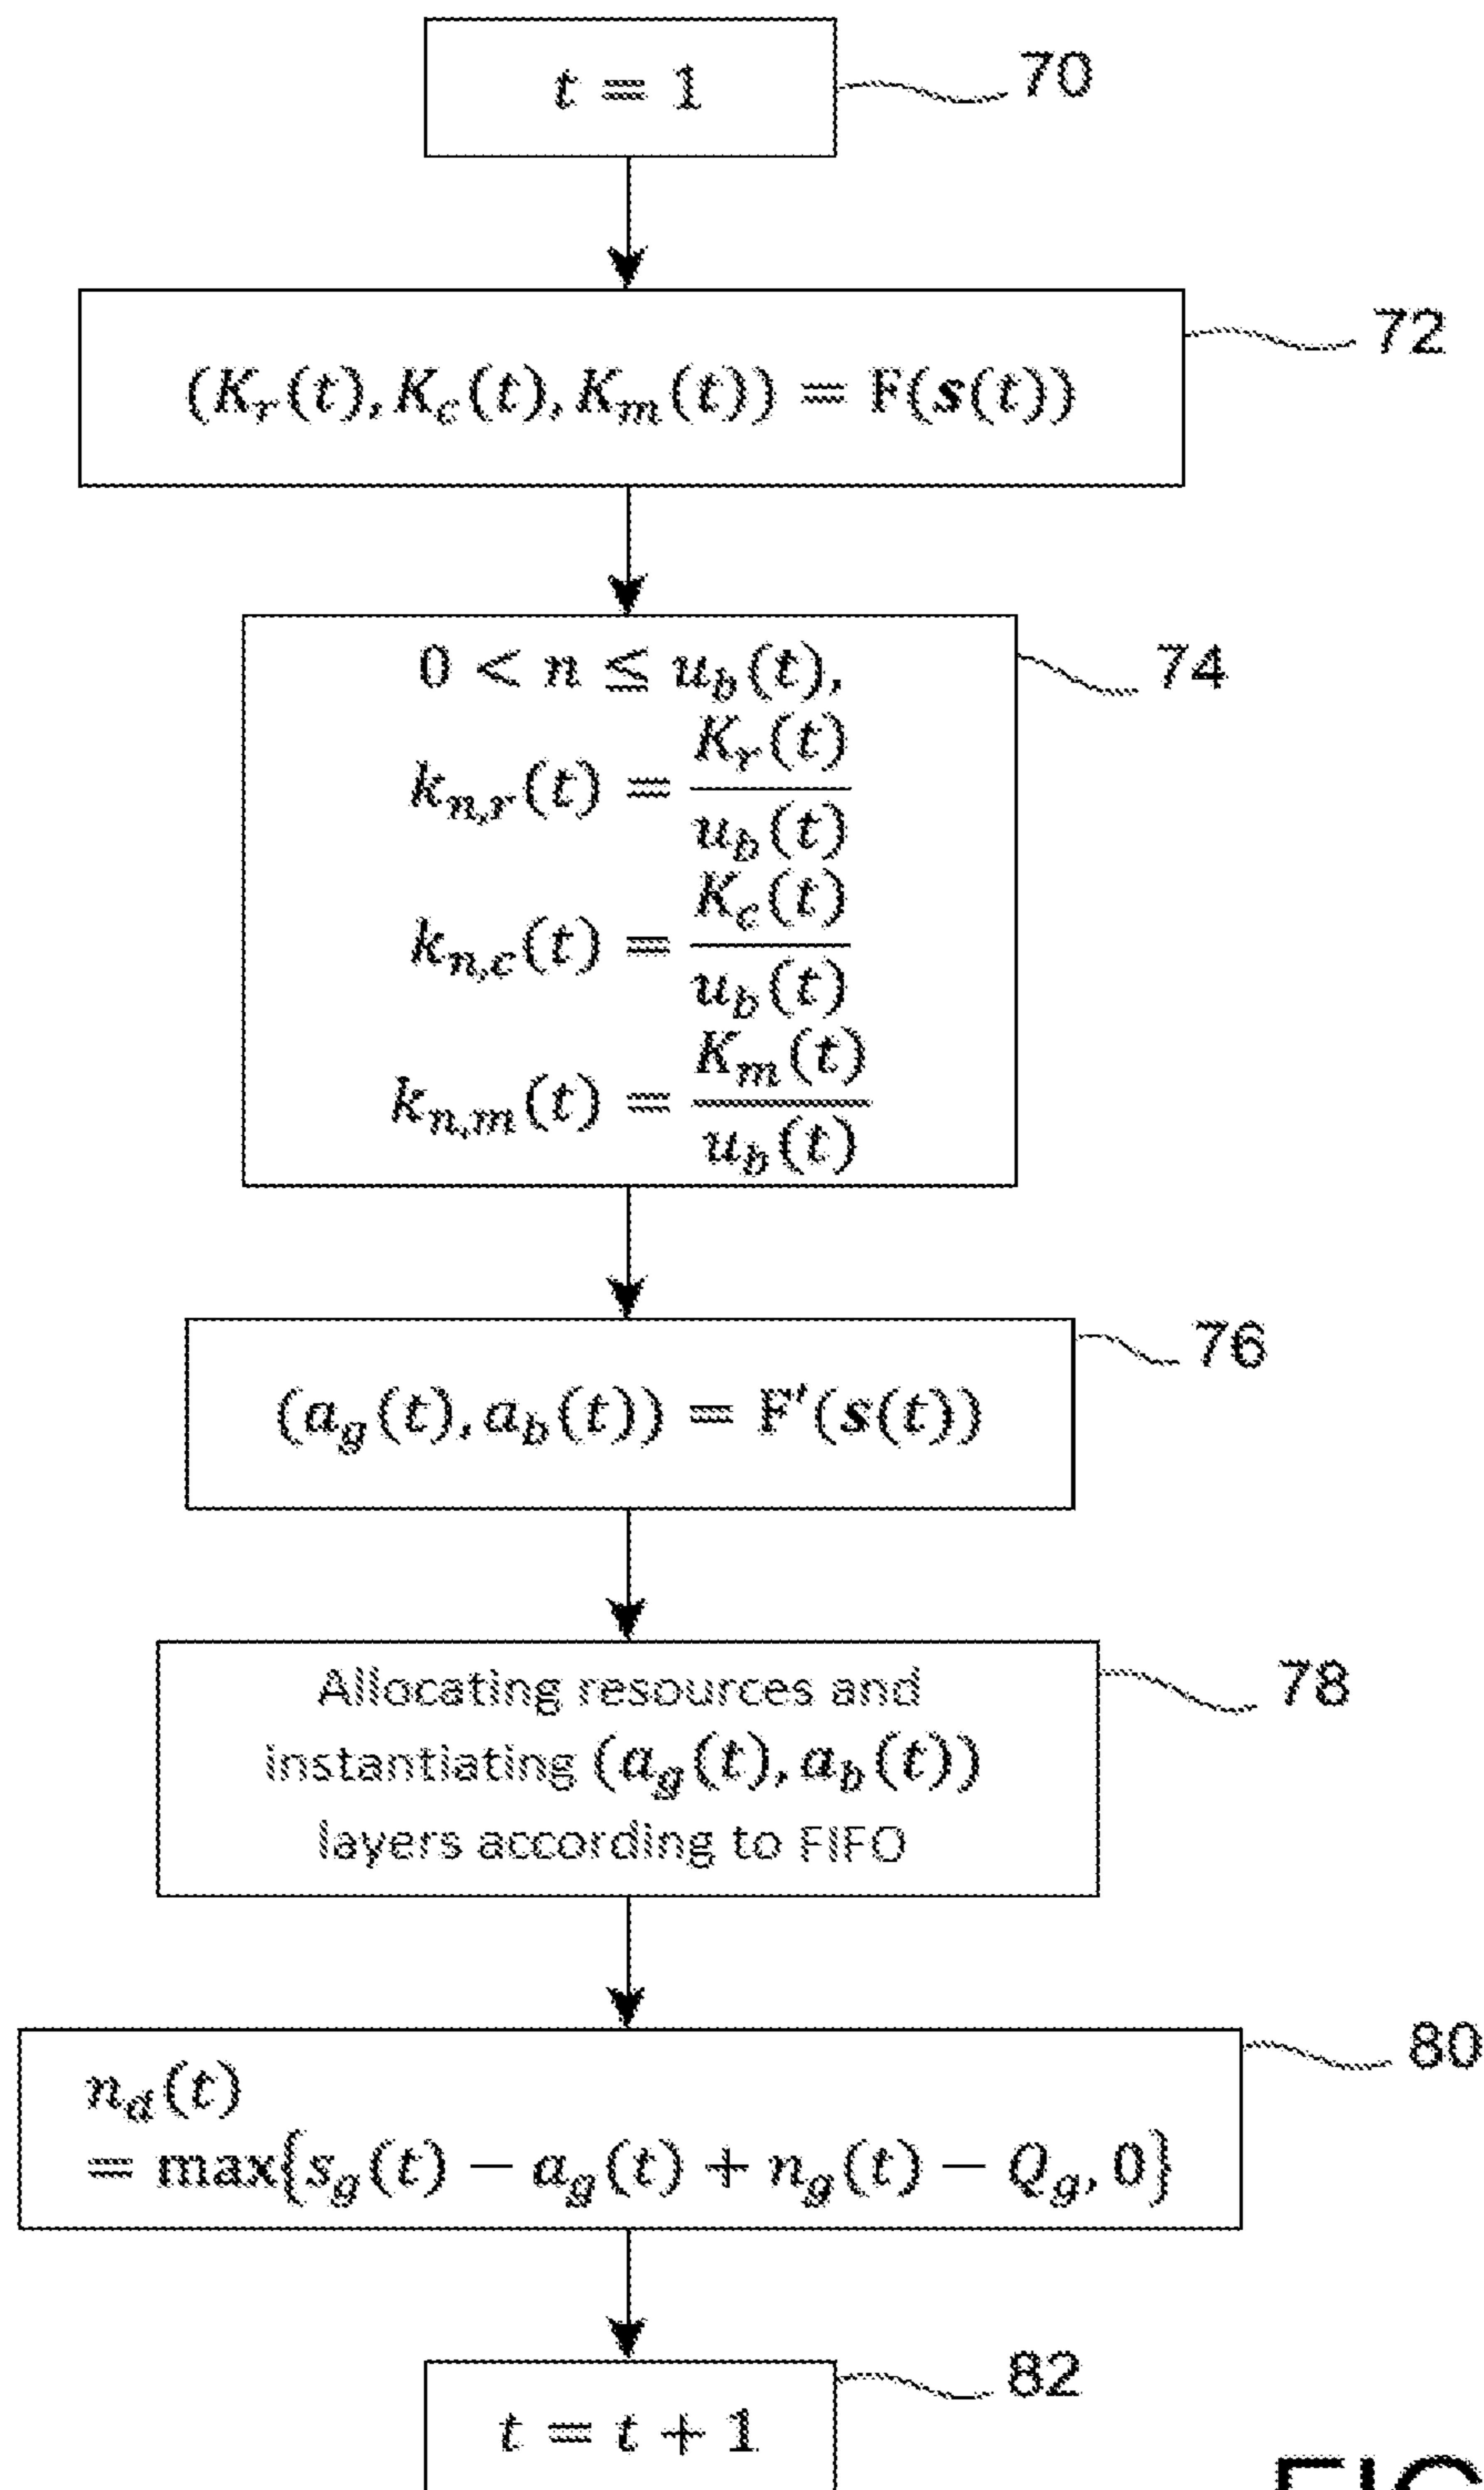 t = 1
70
(K_r(t), K_c(t), K_m(t)) = F(s(t))
72
0 < n ≤ u_b(t),
74
k_{n,r}(t) = K_r(t) / u_b(t)
k_{n,c}(t) = K_c(t) / u_b(t)
k_{n,m}(t) = K_m(t) / u_b(t)
(a_g(t), a_b(t)) = F'(s(t))
76
Allocating resources and
instantiating (a_g(t), a_b(t))
layers according to FIFO
78
n_d(t)
= max{s_g(t) − a_g(t) + n_g(t) − Q_g, 0}
80
t = t + 1
82